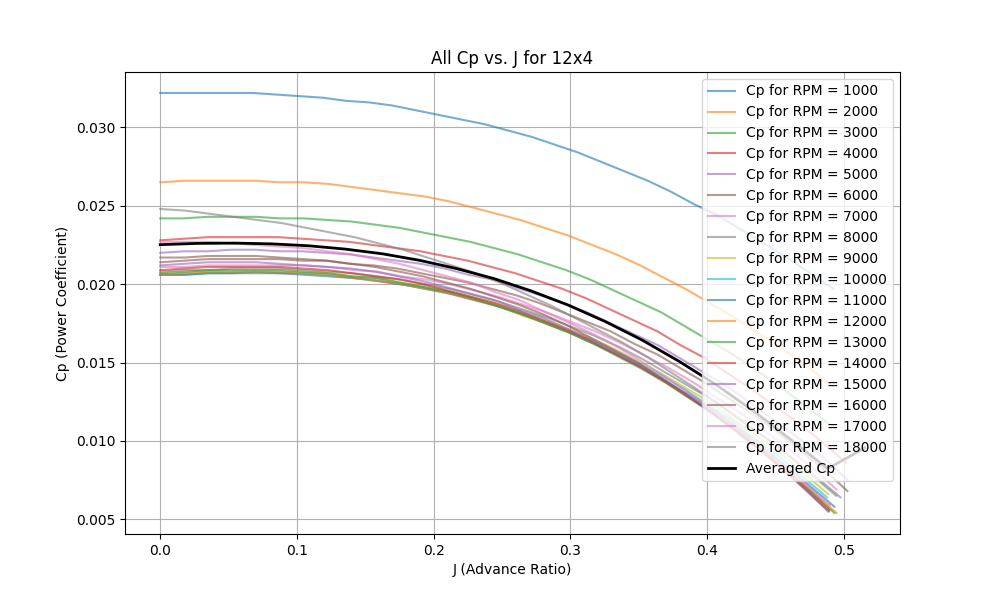 All Cp vs. J for 12x4
Cp (Power Coefficient)
0.030
0.025
0.020
0.015
0.010
0.005
Cp for RPM = 1000
Cp for RPM = 2000
Cp for RPM = 3000
Cp for RPM = 4000
Cp for RPM = 5000
Cp for RPM = 6000
Cp for RPM = 7000
Cp for RPM = 8000
Cp for RPM = 9000
Cp for RPM = 10000
Cp for RPM = 11000
Cp for RPM = 12000
Cp for RPM = 13000
Cp for RPM = 14000
Cp for RPM = 15000
Cp for RPM = 16000
Cp for RPM = 17000
Cp for RPM = 18000
Averaged Cp
0.0 0.1 0.2 0.3 0.4 0.5
J (Advance Ratio)